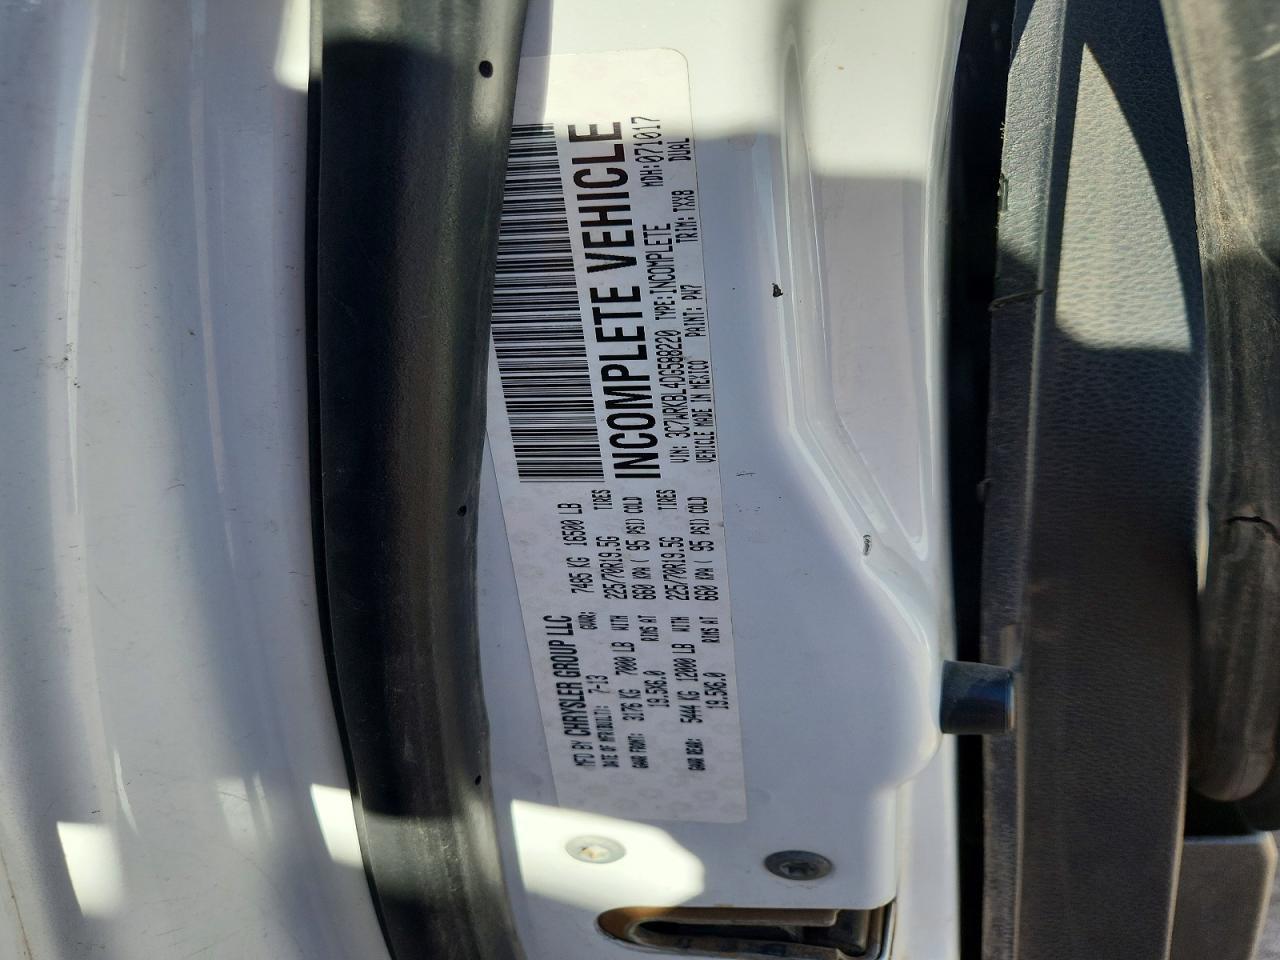 MFD BY CHRYSLER GROUP LLC
DATE OF MFR(BUILT): 7-13 GVWR: 7485 KG 16500 LB
GAWR FRONT: 3176 KG 7000 LB WITH 225/70R19.5G TIRES
19.5X6.0 RIMS AT 660 KPA ( 95 PSI) COLD
GAWR REAR: 5444 KG 12000 LB WITH 225/70R19.5G TIRES
19.5X6.0 RIMS AT 660 KPA ( 95 PSI) COLD
INCOMPLETE VEHICLE
VIN: 3C7WRKBL4DG588220 TYPE: INCOMPLETE MDH: 071017
VEHICLE MADE IN MEXICO PAINT: PW7 TRIM: TXX8 DUAL